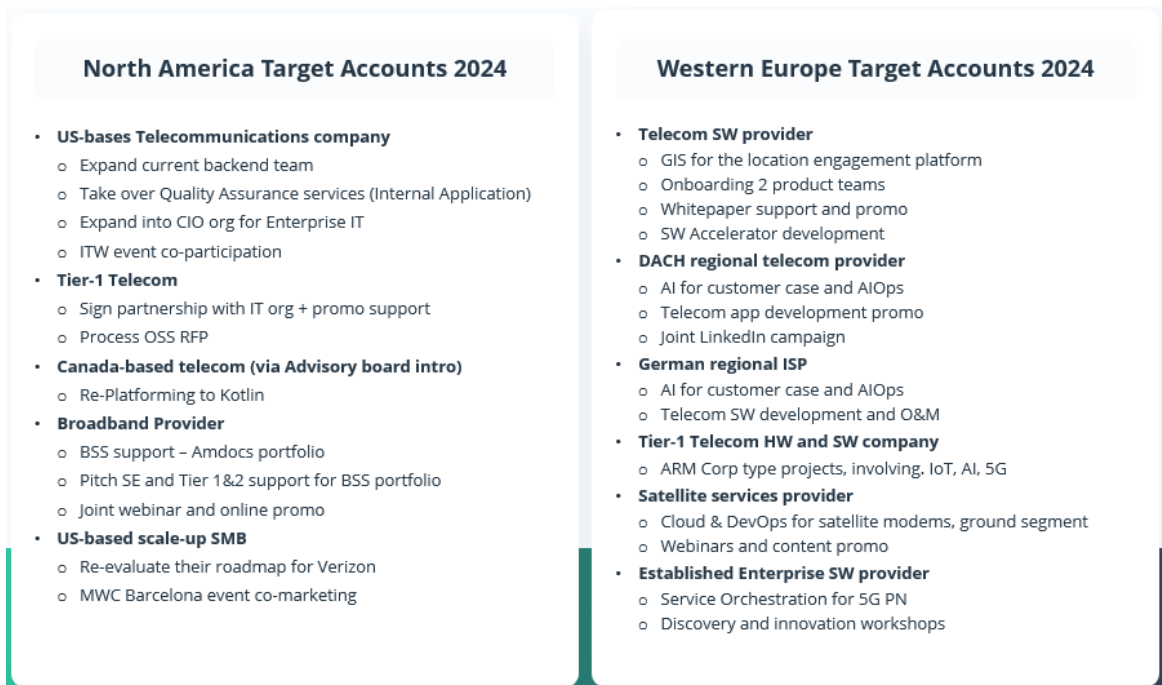 North America Target Accounts 2024
• US-bases Telecommunications company
o Expand current backend team
o Take over Quality Assurance services (Internal Application)
o Expand into CIO org for Enterprise IT
o ITW event co-participation
• Tier-1 Telecom
o Sign partnership with IT org + promo support
o Process OSS RFP
• Canada-based telecom (via Advisory board intro)
o Re-Platforming to Kotlin
• Broadband Provider
o BSS support – Amdocs portfolio
o Pitch SE and Tier 1&2 support for BSS portfolio
o Joint webinar and online promo
• US-based scale-up SMB
o Re-evaluate their roadmap for Verizon
o MWC Barcelona event co-marketing
Western Europe Target Accounts 2024
• Telecom SW provider
o GIS for the location engagement platform
o Onboarding 2 product teams
o Whitepaper support and promo
o SW Accelerator development
• DACH regional telecom provider
o AI for customer case and AIOps
o Telecom app development promo
o Joint LinkedIn campaign
• German regional ISP
o AI for customer case and AIOps
o Telecom SW development and O&M
• Tier-1 Telecom HW and SW company
o ARM Corp type projects, involving. IoT, AI, 5G
• Satellite services provider
o Cloud & DevOps for satellite modems, ground segment
o Webinars and content promo
• Established Enterprise SW provider
o Service Orchestration for 5G PN
o Discovery and innovation workshops